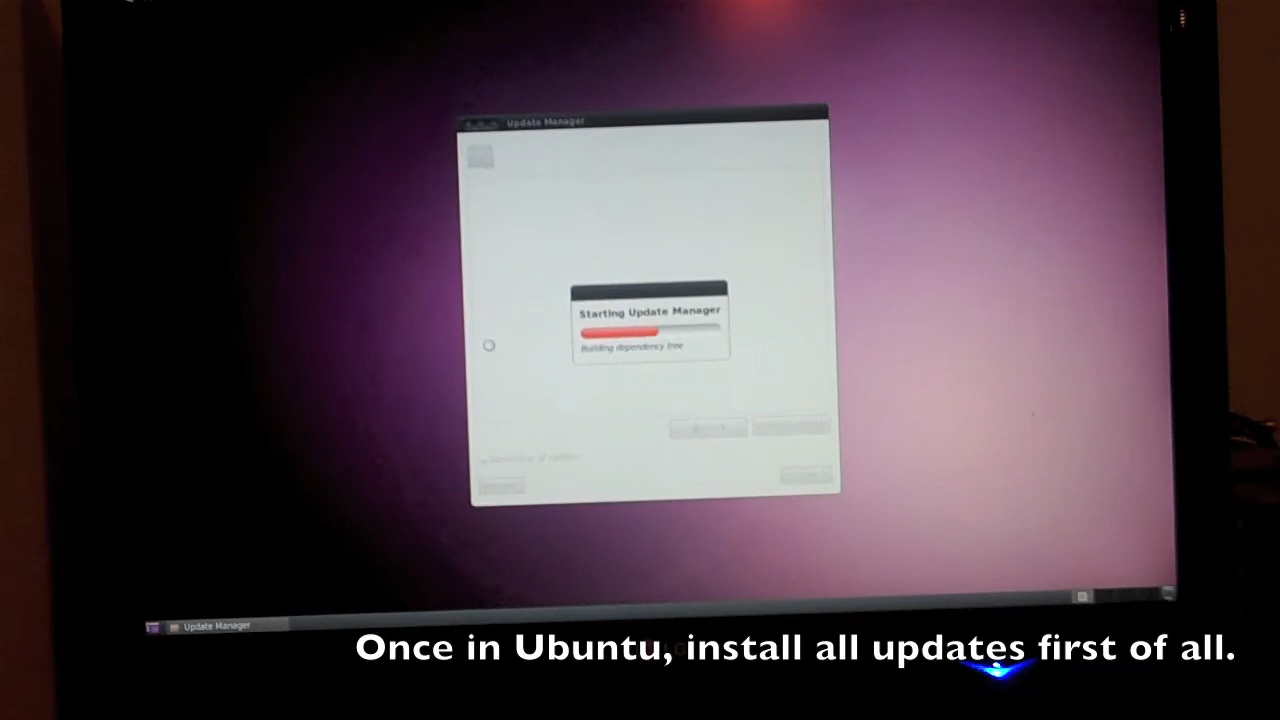 Update Manager
Starting Update Manager
Building dependency tree
Update Manager
Once in Ubuntu, install all updates first of all.